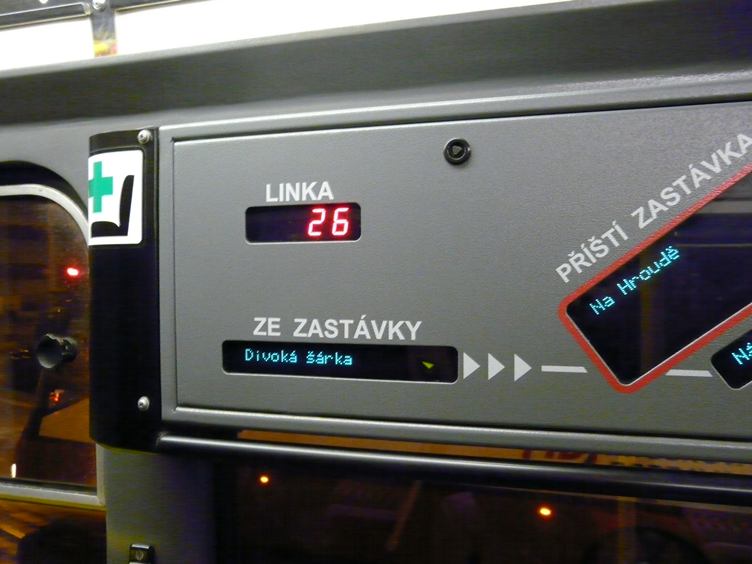 LINKA
26
ZE ZASTÁVKY
Divoká šárka
PŘÍŠTÍ ZASTÁVKA
Na Hroudě